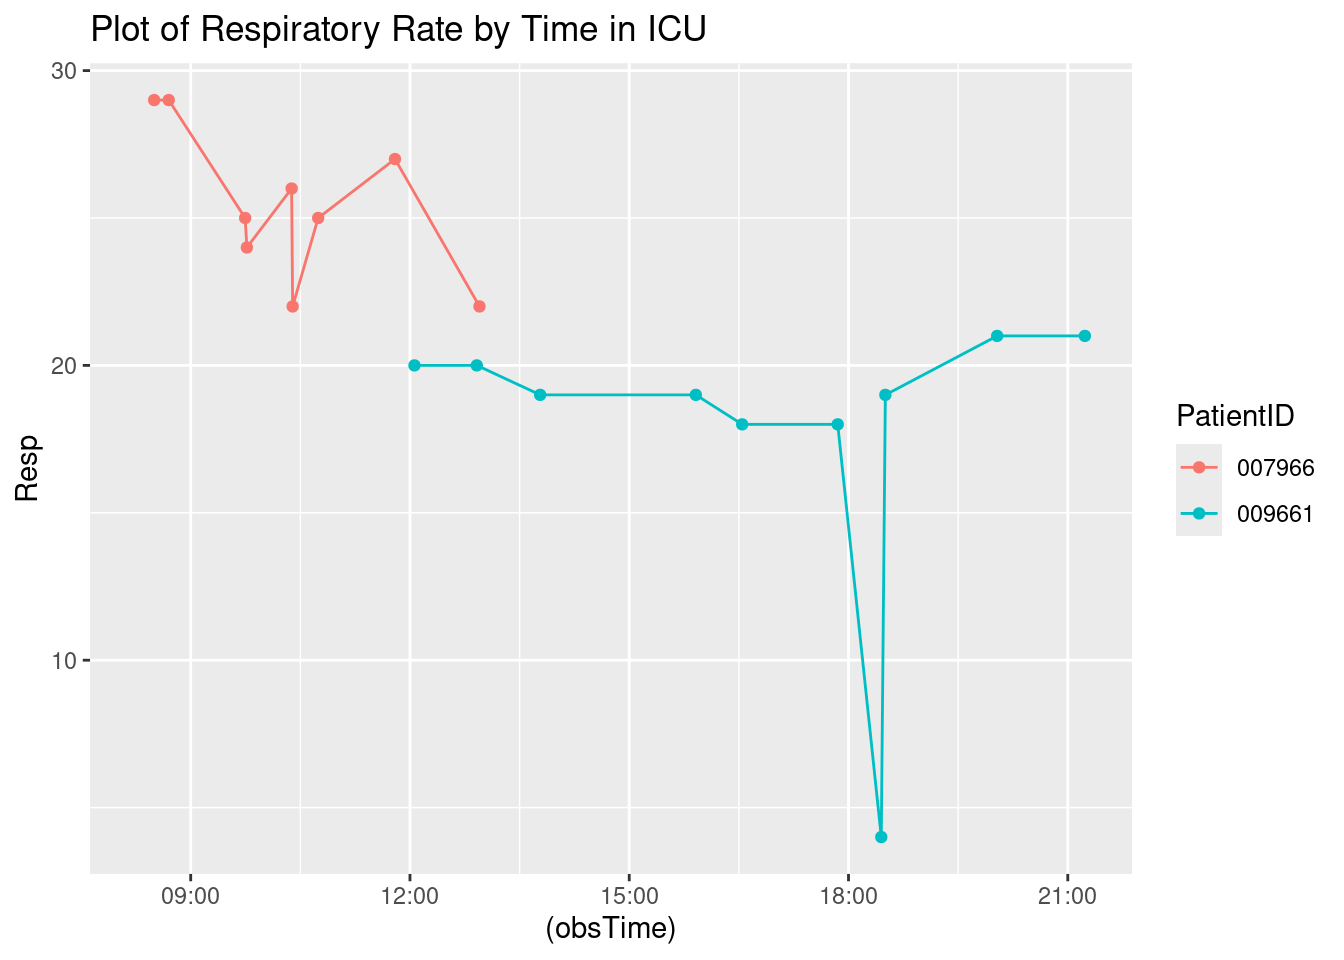 Plot of Respiratory Rate by Time in ICU
30
20
10
Resp
09:00 12:00 15:00 18:00 21:00
(obsTime)
PatientID
007966
009661